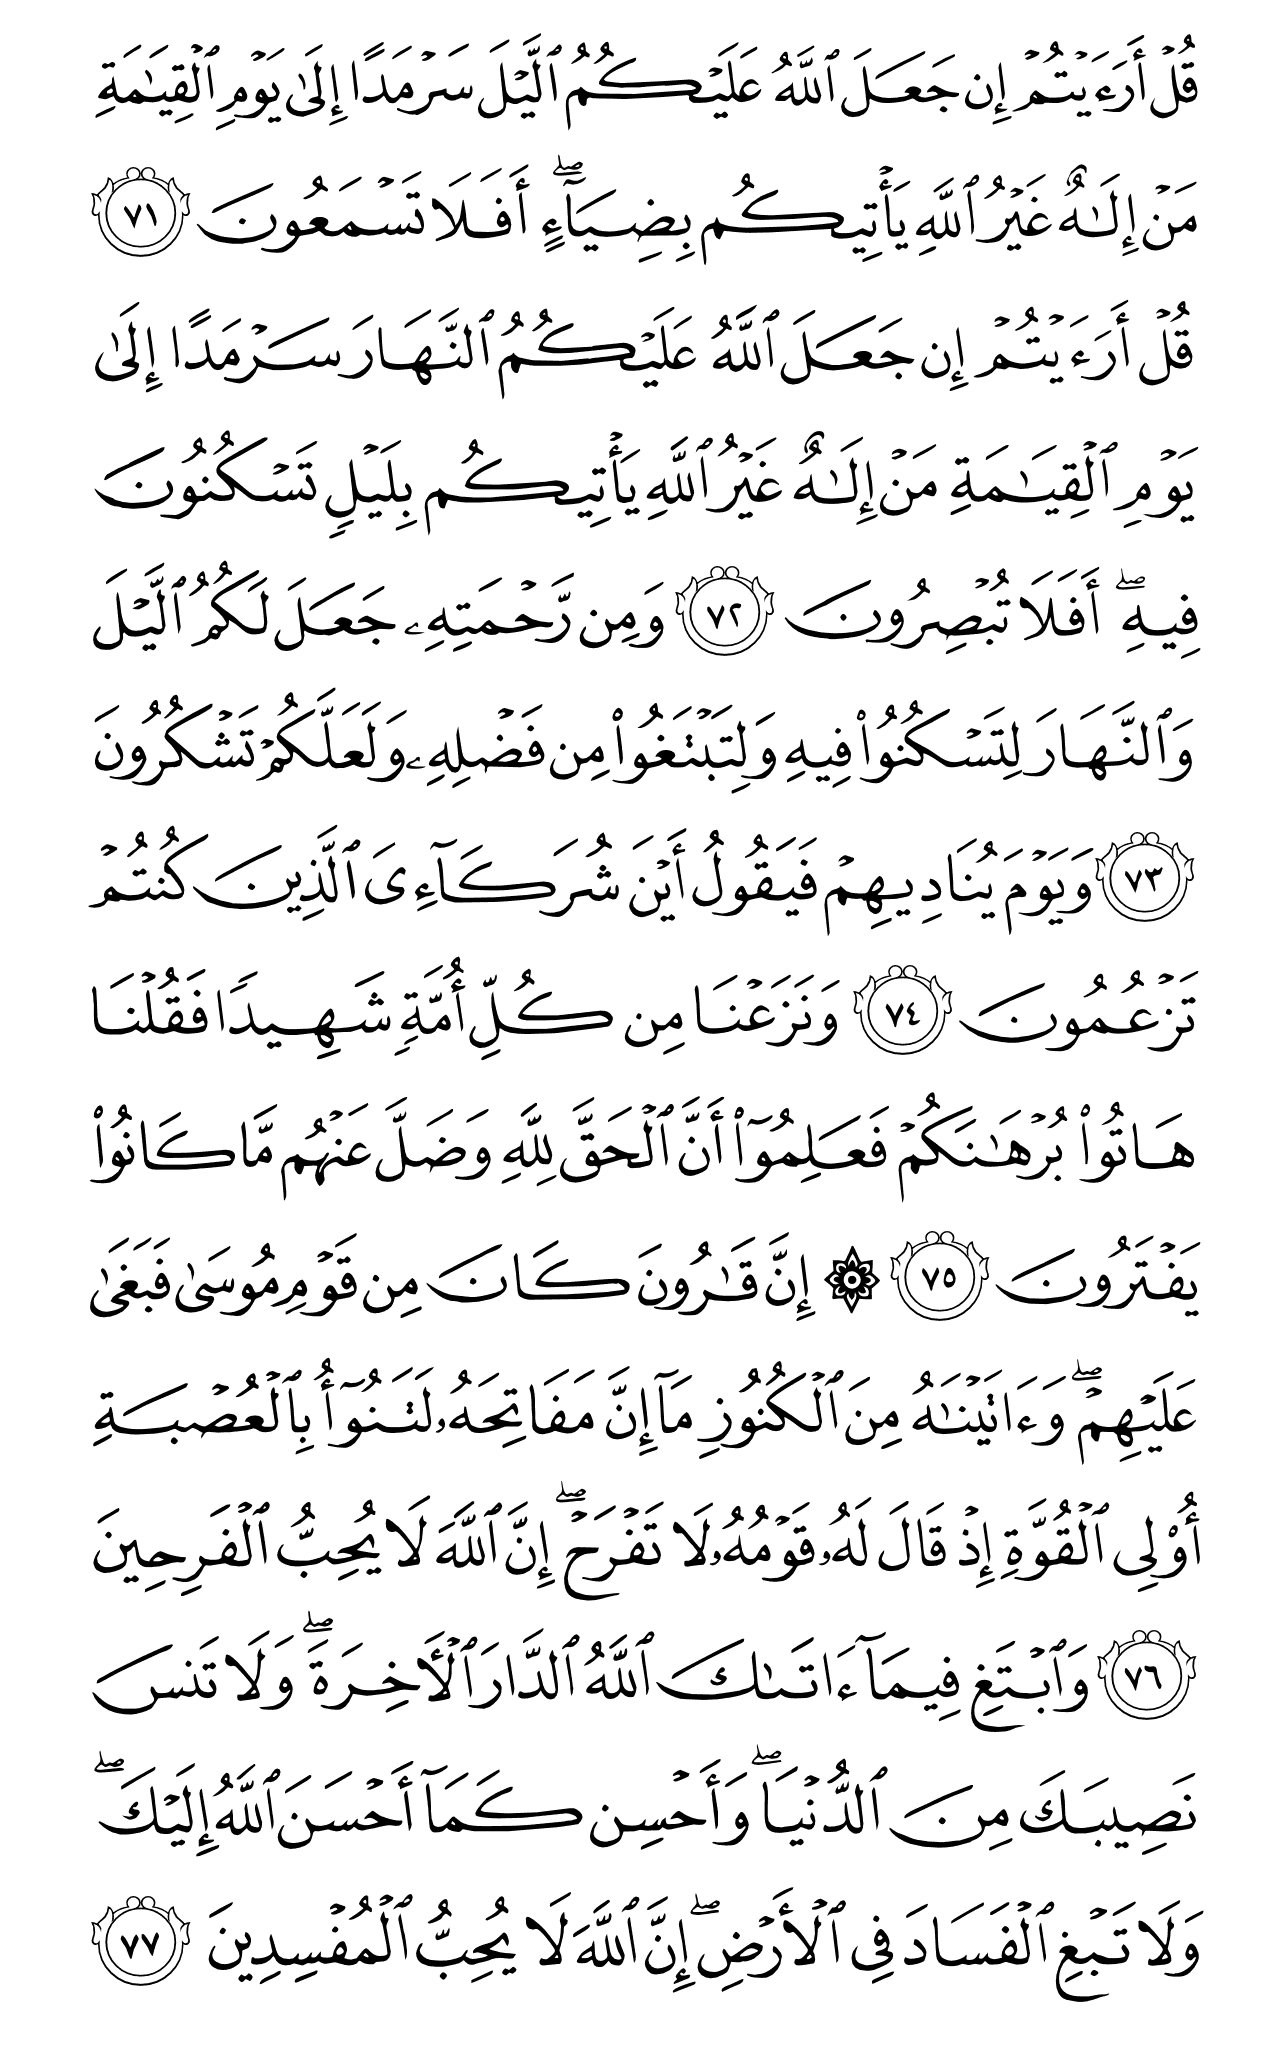 قُلْ أَرَءَيْتُمْ إِن جَعَلَ ٱللَّهُ عَلَيْكُمُ ٱلَّيْلَ سَرْمَدًا إِلَىٰ يَوْمِ ٱلْقِيَٰمَةِ
مَنْ إِلَٰهٌ غَيْرُ ٱللَّهِ يَأْتِيكُم بِضِيَآءٍ ۖ أَفَلَا تَسْمَعُونَ ٧١
قُلْ أَرَءَيْتُمْ إِن جَعَلَ ٱللَّهُ عَلَيْكُمُ ٱلنَّهَارَ سَرْمَدًا إِلَىٰ
يَوْمِ ٱلْقِيَٰمَةِ مَنْ إِلَٰهٌ غَيْرُ ٱللَّهِ يَأْتِيكُم بِلَيْلٍ تَسْكُنُونَ
فِيهِ ۖ أَفَلَا تُبْصِرُونَ ٧٢ وَمِن رَّحْمَتِهِۦ جَعَلَ لَكُمُ ٱلَّيْلَ
وَٱلنَّهَارَ لِتَسْكُنُوا۟ فِيهِ وَلِتَبْتَغُوا۟ مِن فَضْلِهِۦ وَلَعَلَّكُمْ تَشْكُرُونَ
٧٣ وَيَوْمَ يُنَادِيهِمْ فَيَقُولُ أَيْنَ شُرَكَآءِىَ ٱلَّذِينَ كُنتُمْ
تَزْعُمُونَ ٧٤ وَنَزَعْنَا مِن كُلِّ أُمَّةٍ شَهِيدًا فَقُلْنَا
هَاتُوا۟ بُرْهَٰنَكُمْ فَعَلِمُوٓا۟ أَنَّ ٱلْحَقَّ لِلَّهِ وَضَلَّ عَنْهُم مَّا كَانُوا۟
يَفْتَرُونَ ٧٥ ۞ إِنَّ قَٰرُونَ كَانَ مِن قَوْمِ مُوسَىٰ فَبَغَىٰ
عَلَيْهِمْ ۖ وَءَاتَيْنَٰهُ مِنَ ٱلْكُنُوزِ مَآ إِنَّ مَفَاتِحَهُۥ لَتَنُوٓأُ بِٱلْعُصْبَةِ
أُو۟لِى ٱلْقُوَّةِ إِذْ قَالَ لَهُۥ قَوْمُهُۥ لَا تَفْرَحْ ۖ إِنَّ ٱللَّهَ لَا يُحِبُّ ٱلْفَرِحِينَ
٧٦ وَٱبْتَغِ فِيمَآ ءَاتَىٰكَ ٱللَّهُ ٱلدَّارَ ٱلْـَٔاخِرَةَ ۖ وَلَا تَنسَ
نَصِيبَكَ مِنَ ٱلدُّنْيَا ۖ وَأَحْسِن كَمَآ أَحْسَنَ ٱللَّهُ إِلَيْكَ ۖ
وَلَا تَبْغِ ٱلْفَسَادَ فِى ٱلْأَرْضِ ۖ إِنَّ ٱللَّهَ لَا يُحِبُّ ٱلْمُفْسِدِينَ ٧٧